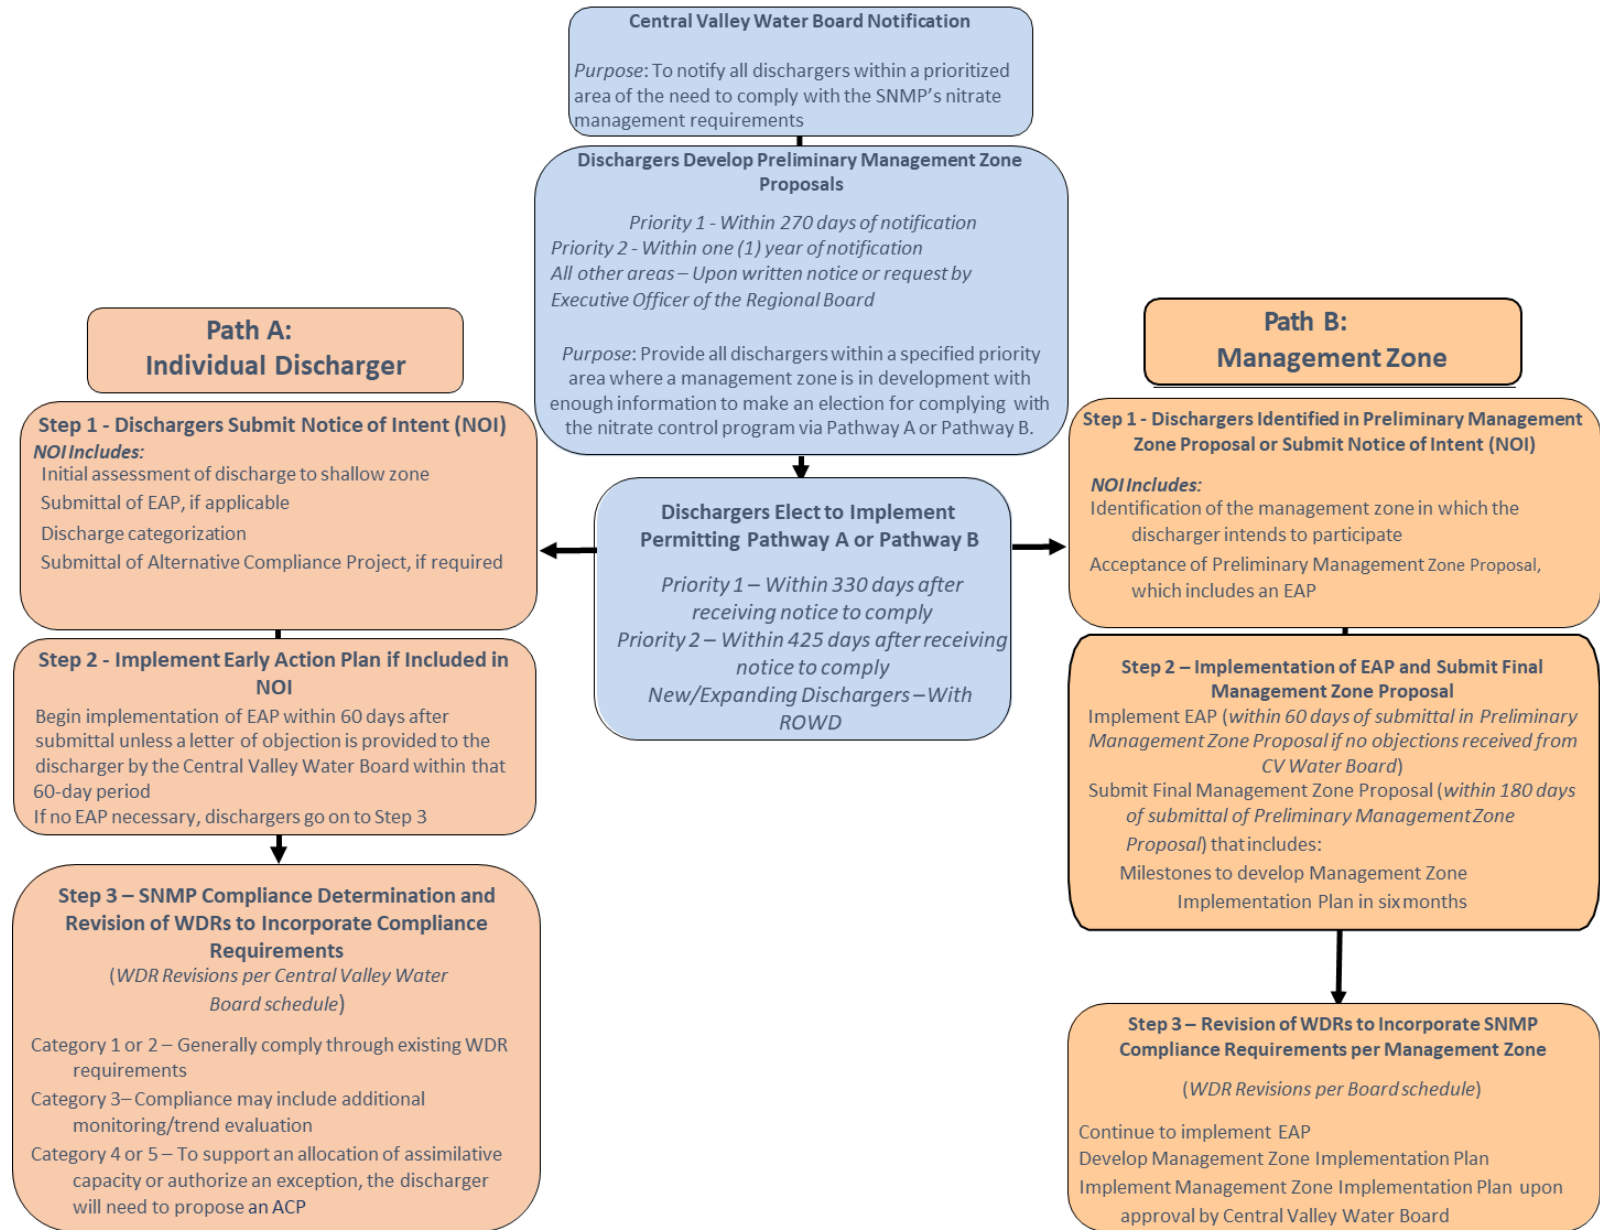 Central Valley Water Board Notification
Purpose: To notify all dischargers within a prioritized
area of the need to comply with the SNMP’s nitrate
management requirements
Dischargers Develop Preliminary Management Zone
Proposals
Priority 1 - Within 270 days of notification
Priority 2 - Within one (1) year of notification
All other areas – Upon written notice or request by
Executive Officer of the Regional Board
Purpose: Provide all dischargers within a specified priority
area where a management zone is in development with
enough information to make an election for complying with
the nitrate control program via Pathway A or Pathway B.
Dischargers Elect to Implement
Permitting Pathway A or Pathway B
Priority 1 – Within 330 days after
receiving notice to comply
Priority 2 – Within 425 days after receiving
notice to comply
New/Expanding Dischargers – With
ROWD
Path A:
Individual Discharger
Step 1 - Dischargers Submit Notice of Intent (NOI)
NOI Includes:
Initial assessment of discharge to shallow zone
Submittal of EAP, if applicable
Discharge categorization
Submittal of Alternative Compliance Project, if required
Step 2 - Implement Early Action Plan if Included in
NOI
Begin implementation of EAP within 60 days after
submittal unless a letter of objection is provided to the
discharger by the Central Valley Water Board within that
60-day period
If no EAP necessary, dischargers go on to Step 3
Step 3 – SNMP Compliance Determination and
Revision of WDRs to Incorporate Compliance
Requirements
(WDR Revisions per Central Valley Water
Board schedule)
Category 1 or 2 – Generally comply through existing WDR
requirements
Category 3– Compliance may include additional
monitoring/trend evaluation
Category 4 or 5 – To support an allocation of assimilative
capacity or authorize an exception, the discharger
will need to propose an ACP
Path B:
Management Zone
Step 1 - Dischargers Identified in Preliminary Management
Zone Proposal or Submit Notice of Intent (NOI)
NOI Includes:
Identification of the management zone in which the
discharger intends to participate
Acceptance of Preliminary Management Zone Proposal,
which includes an EAP
Step 2 – Implementation of EAP and Submit Final
Management Zone Proposal
Implement EAP (within 60 days of submittal in Preliminary
Management Zone Proposal if no objections received from
CV Water Board)
Submit Final Management Zone Proposal (within 180 days
of submittal of Preliminary Management Zone
Proposal) that includes:
Milestones to develop Management Zone
Implementation Plan in six months
Step 3 – Revision of WDRs to Incorporate SNMP
Compliance Requirements per Management Zone
(WDR Revisions per Board schedule)
Continue to implement EAP
Develop Management Zone Implementation Plan
Implement Management Zone Implementation Plan upon
approval by Central Valley Water Board